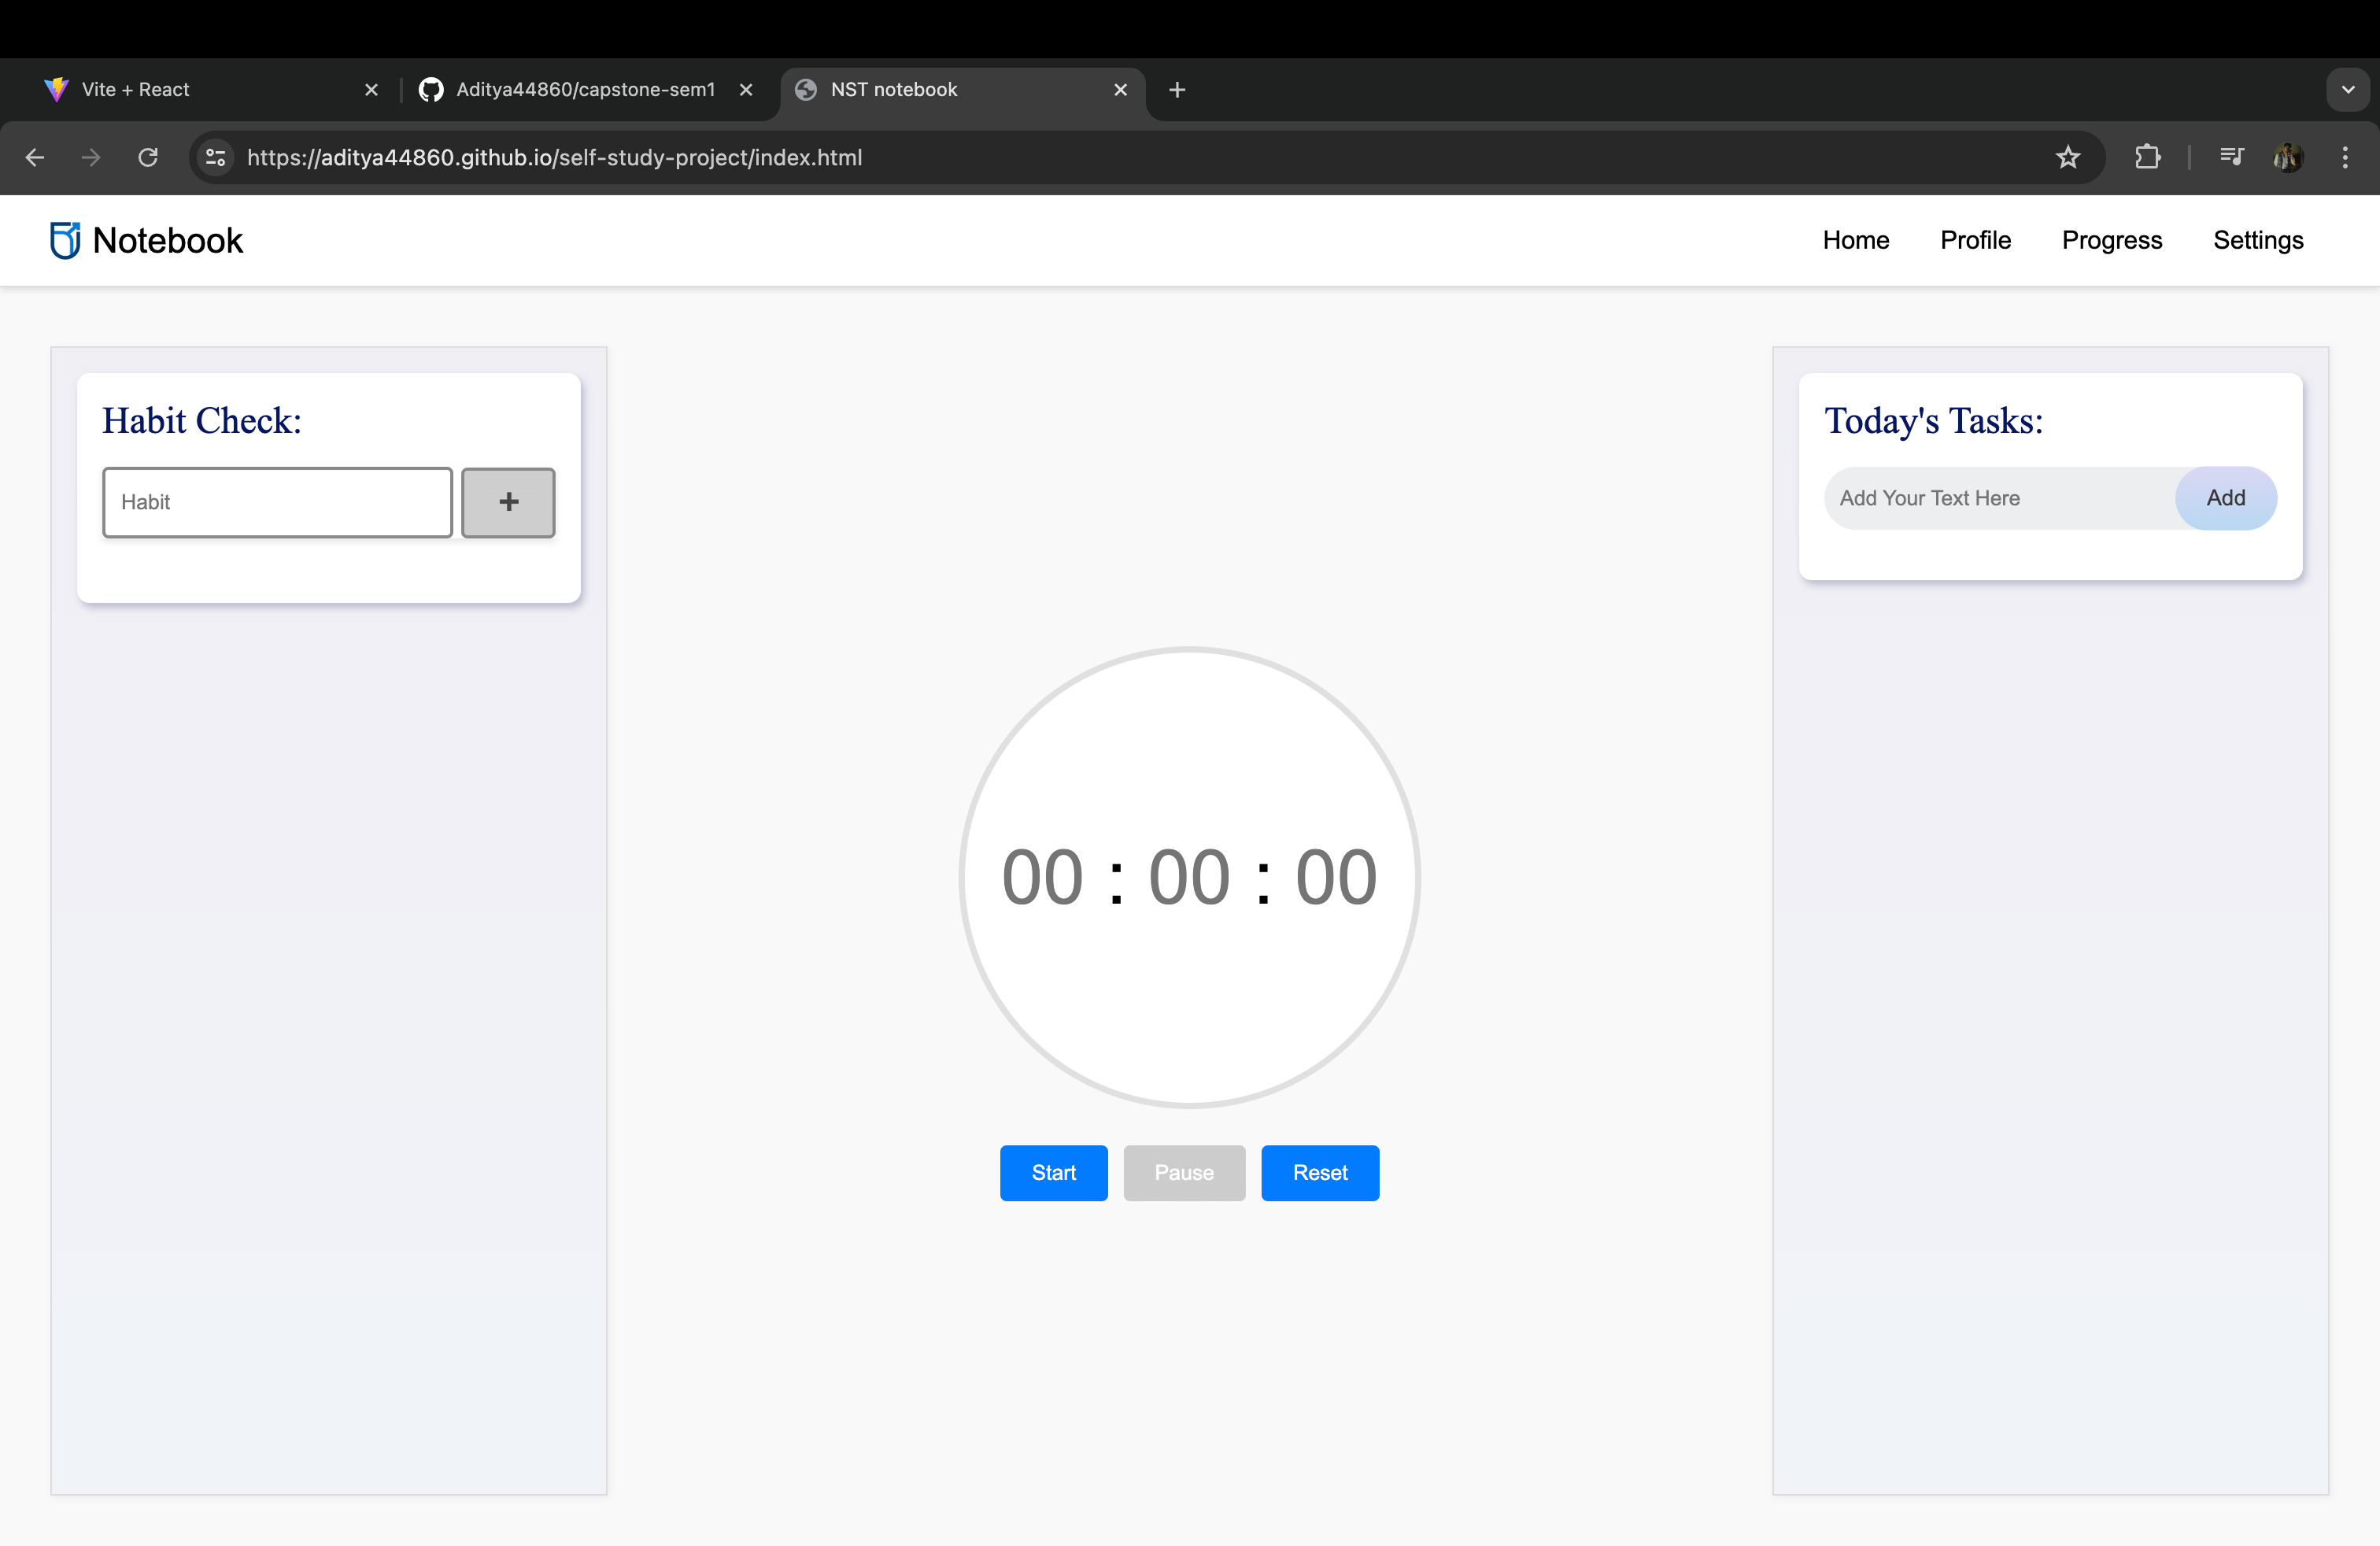 Vite + React
Aditya44860/capstone-sem1
NST notebook
https://aditya44860.github.io/self-study-project/index.html
Notebook
Home Profile Progress Settings
Habit Check:
Habit
+
Today's Tasks:
Add Your Text Here
Add
00 : 00 : 00
Start Pause Reset